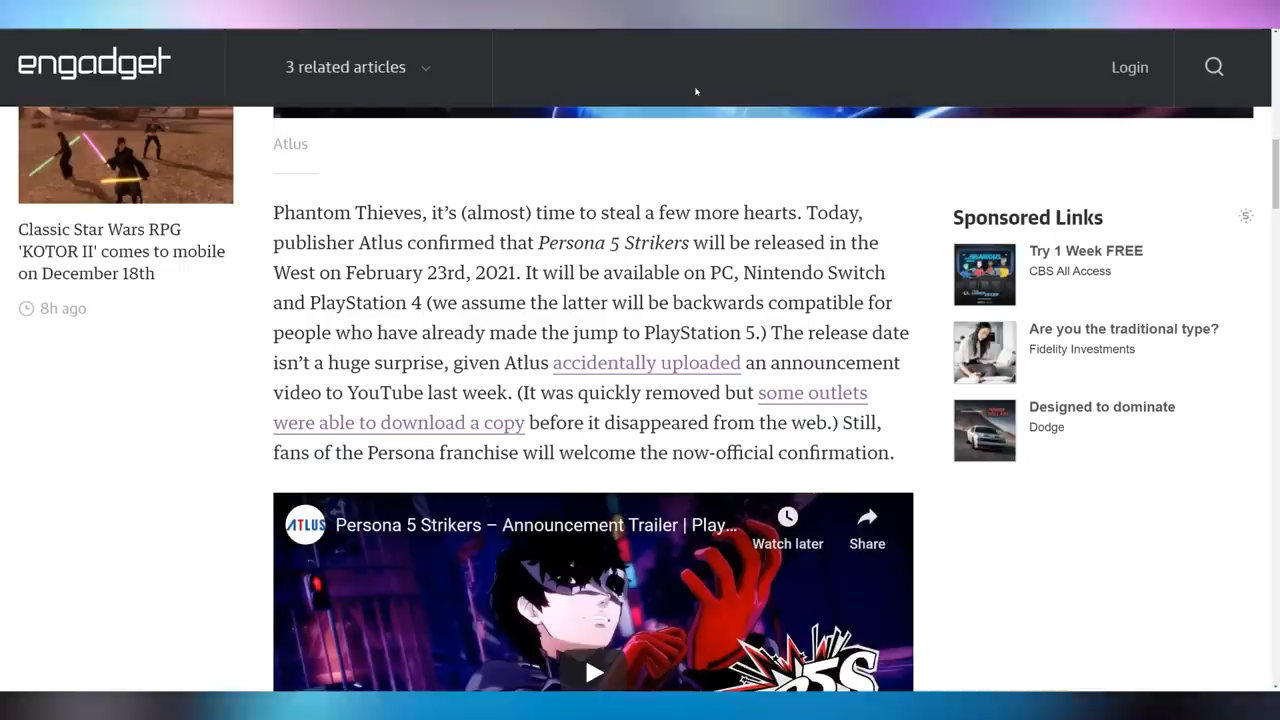 engadget
3 related articles
Login
Atlus
Classic Star Wars RPG
'KOTOR II' comes to mobile
on December 18th
8h ago
Phantom Thieves, it’s (almost) time to steal a few more hearts. Today,
publisher Atlus confirmed that Persona 5 Strikers will be released in the
West on February 23rd, 2021. It will be available on PC, Nintendo Switch
and PlayStation 4 (we assume the latter will be backwards compatible for
people who have already made the jump to PlayStation 5.) The release date
isn’t a huge surprise, given Atlus accidentally uploaded an announcement
video to YouTube last week. (It was quickly removed but some outlets
were able to download a copy before it disappeared from the web.) Still,
fans of the Persona franchise will welcome the now-official confirmation.
ATLUS
Persona 5 Strikers – Announcement Trailer | Play...
Watch later
Share
P5S
Sponsored Links
Try 1 Week FREE
CBS All Access
Are you the traditional type?
Fidelity Investments
Designed to dominate
Dodge